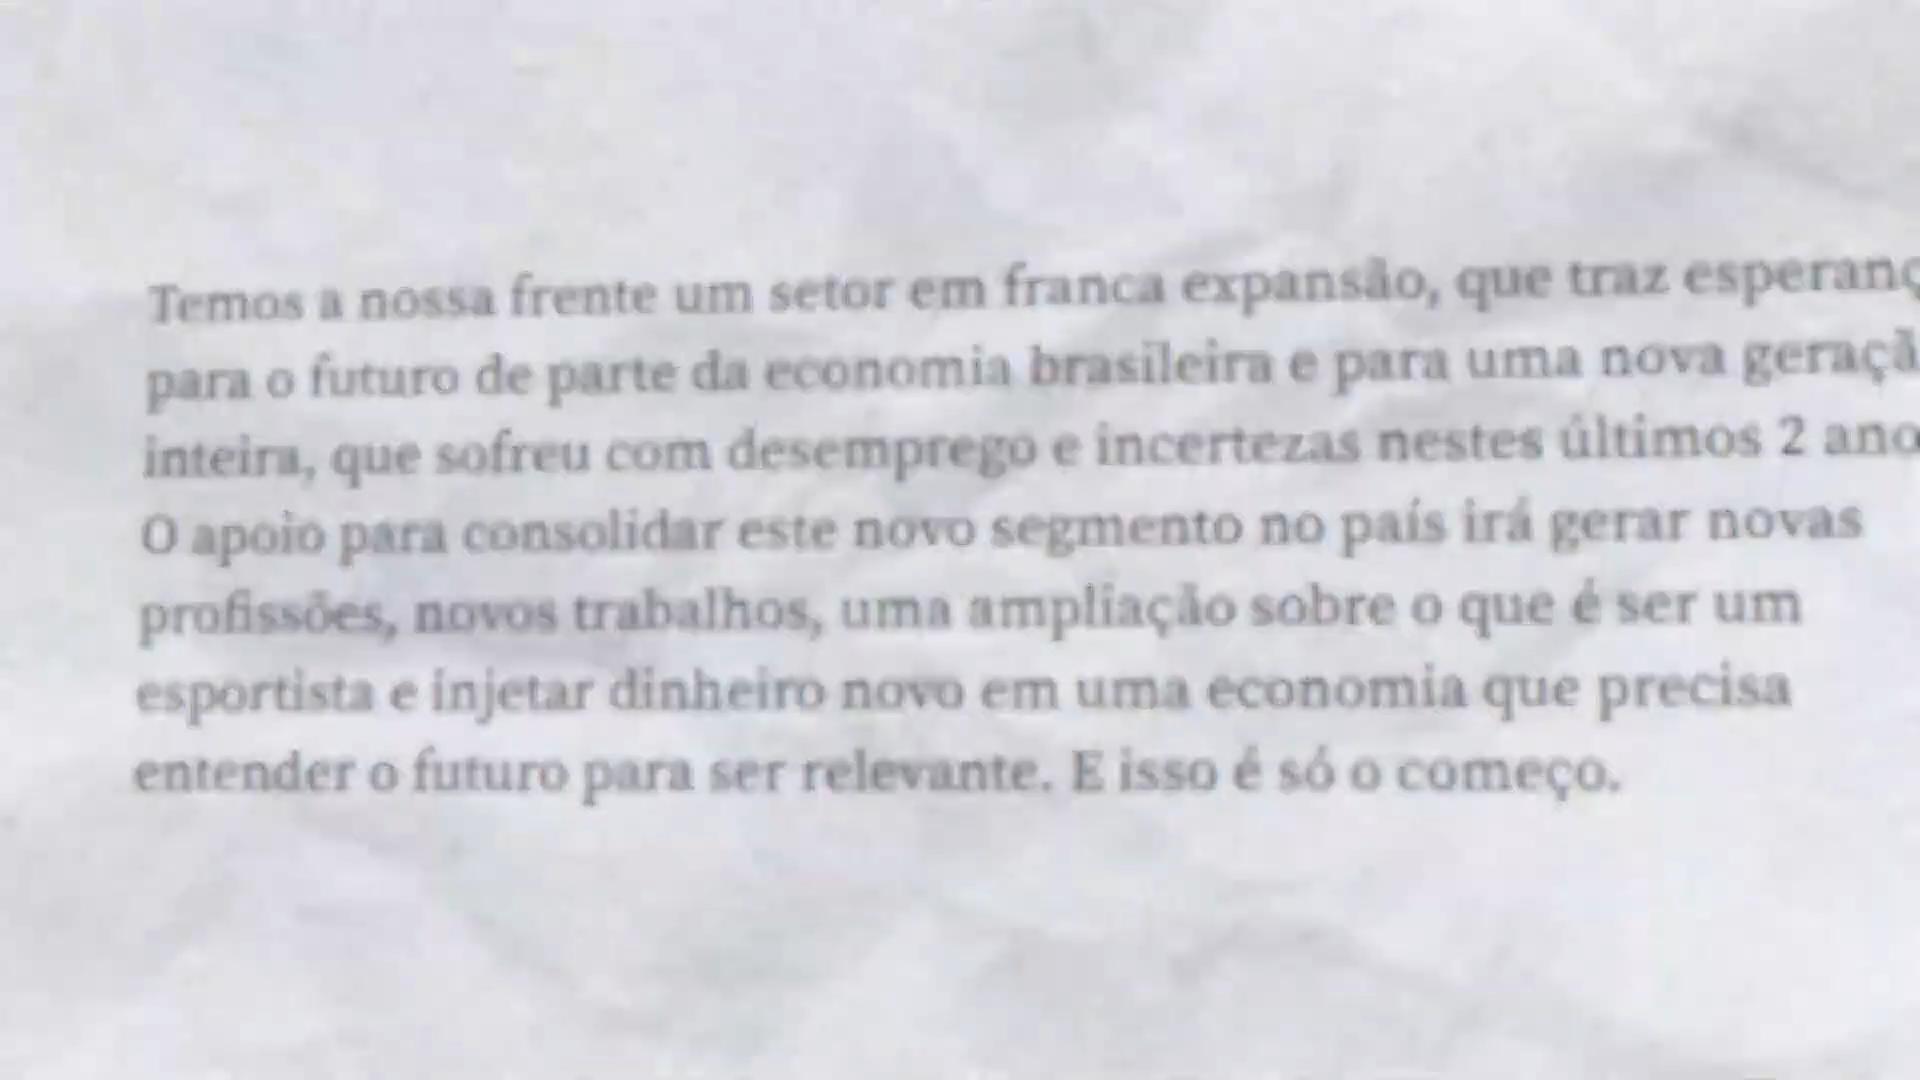 Temos a nossa frente um setor em franca expansão, que traz esperanç
para o futuro de parte da economia brasileira e para uma nova geraçã
inteira, que sofreu com desemprego e incertezas nestes últimos 2 ano
O apoio para consolidar este novo segmento no país irá gerar novas
profissões, novos trabalhos, uma ampliação sobre o que é ser um
esportista e injetar dinheiro novo em uma economia que precisa
entender o futuro para ser relevante. E isso é só o começo.